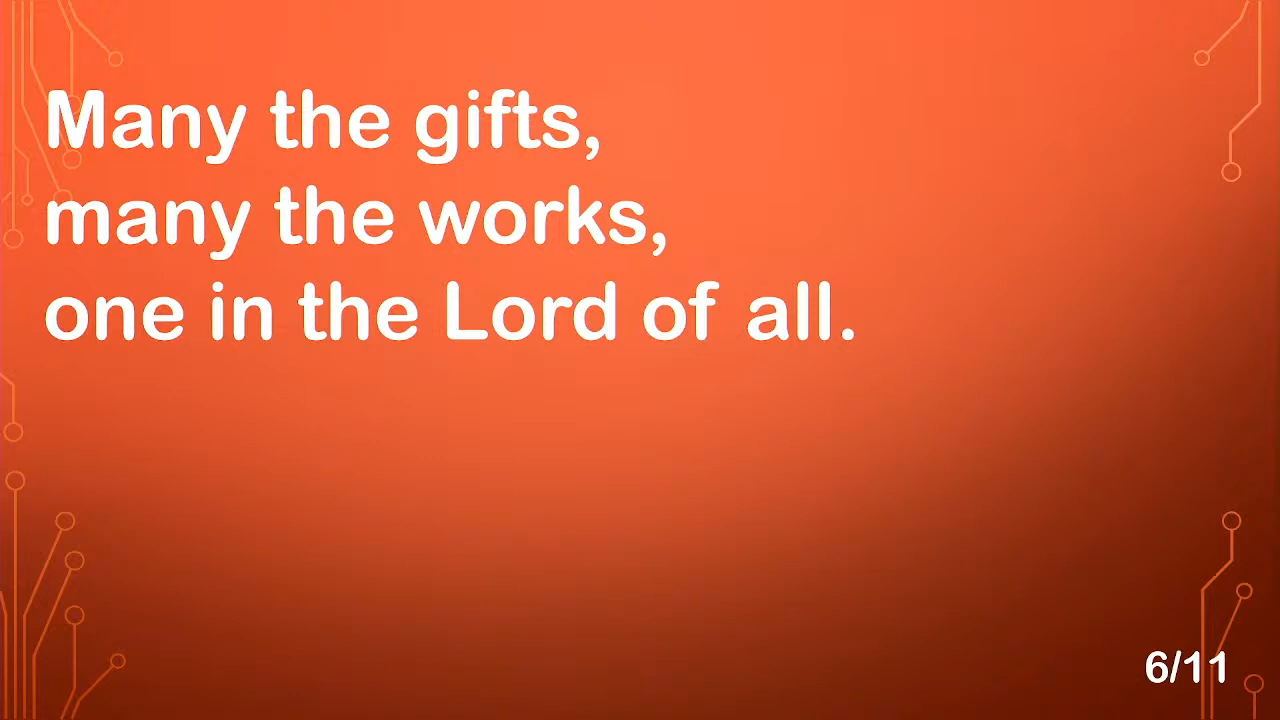 Many the gifts,
many the works,
one in the Lord of all.
6/11